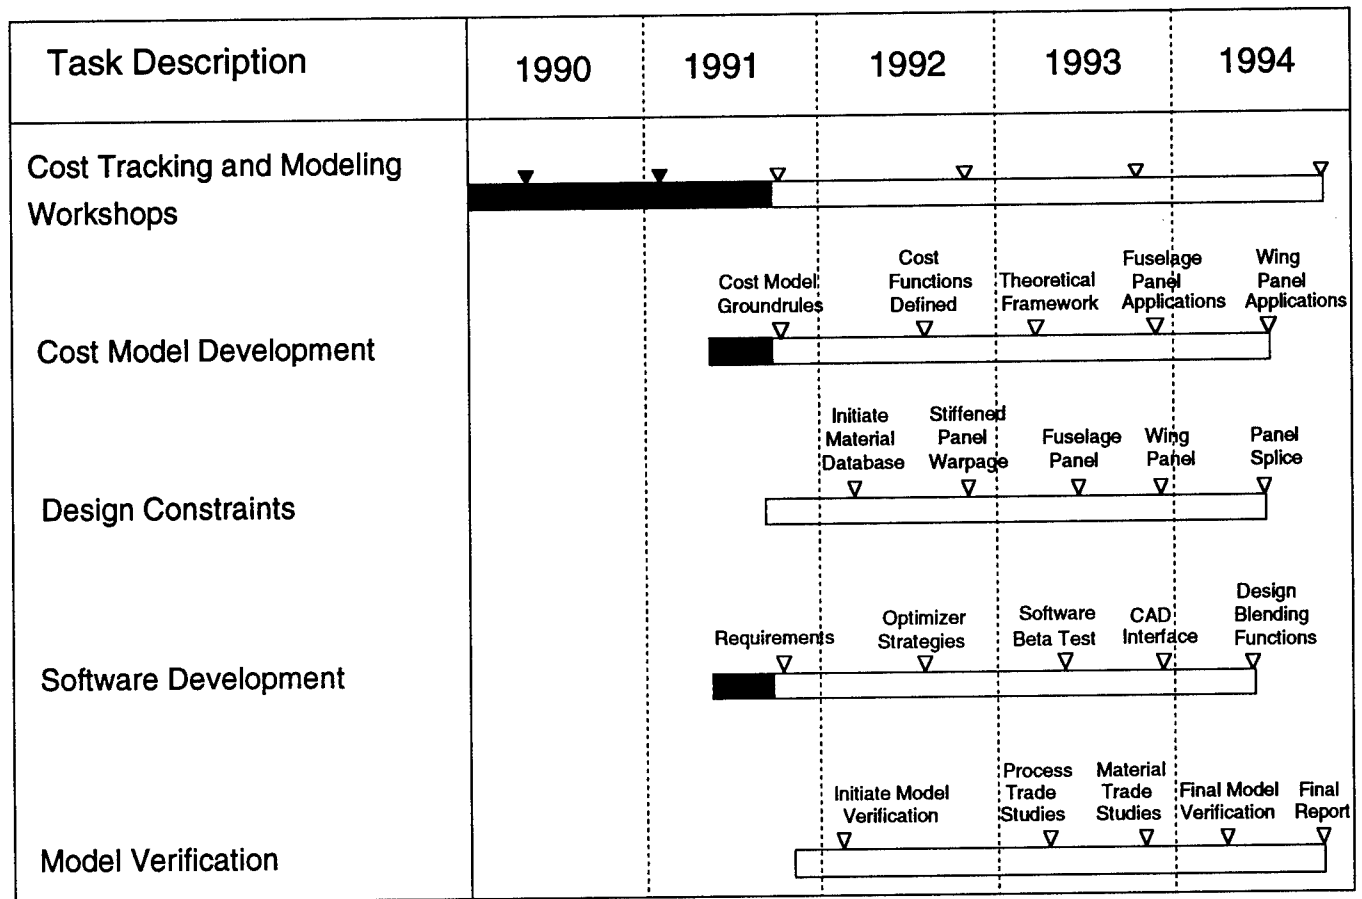 Task Description
1990
1991
1992
1993
1994
Cost Tracking and Modeling
Workshops
Cost Model
Groundrules
Cost
Functions
Defined
Theoretical
Framework
Fuselage
Panel
Applications
Wing
Panel
Applications
Cost Model Development
Initiate
Material
Database
Stiffened
Panel
Warpage
Fuselage
Panel
Wing
Panel
Panel
Splice
Design Constraints
Requirements
Optimizer
Strategies
Software
Beta Test
CAD
Interface
Design
Blending
Functions
Software Development
Initiate Model
Verification
Process
Trade
Studies
Material
Trade
Studies
Final Model
Verification
Final
Report
Model Verification